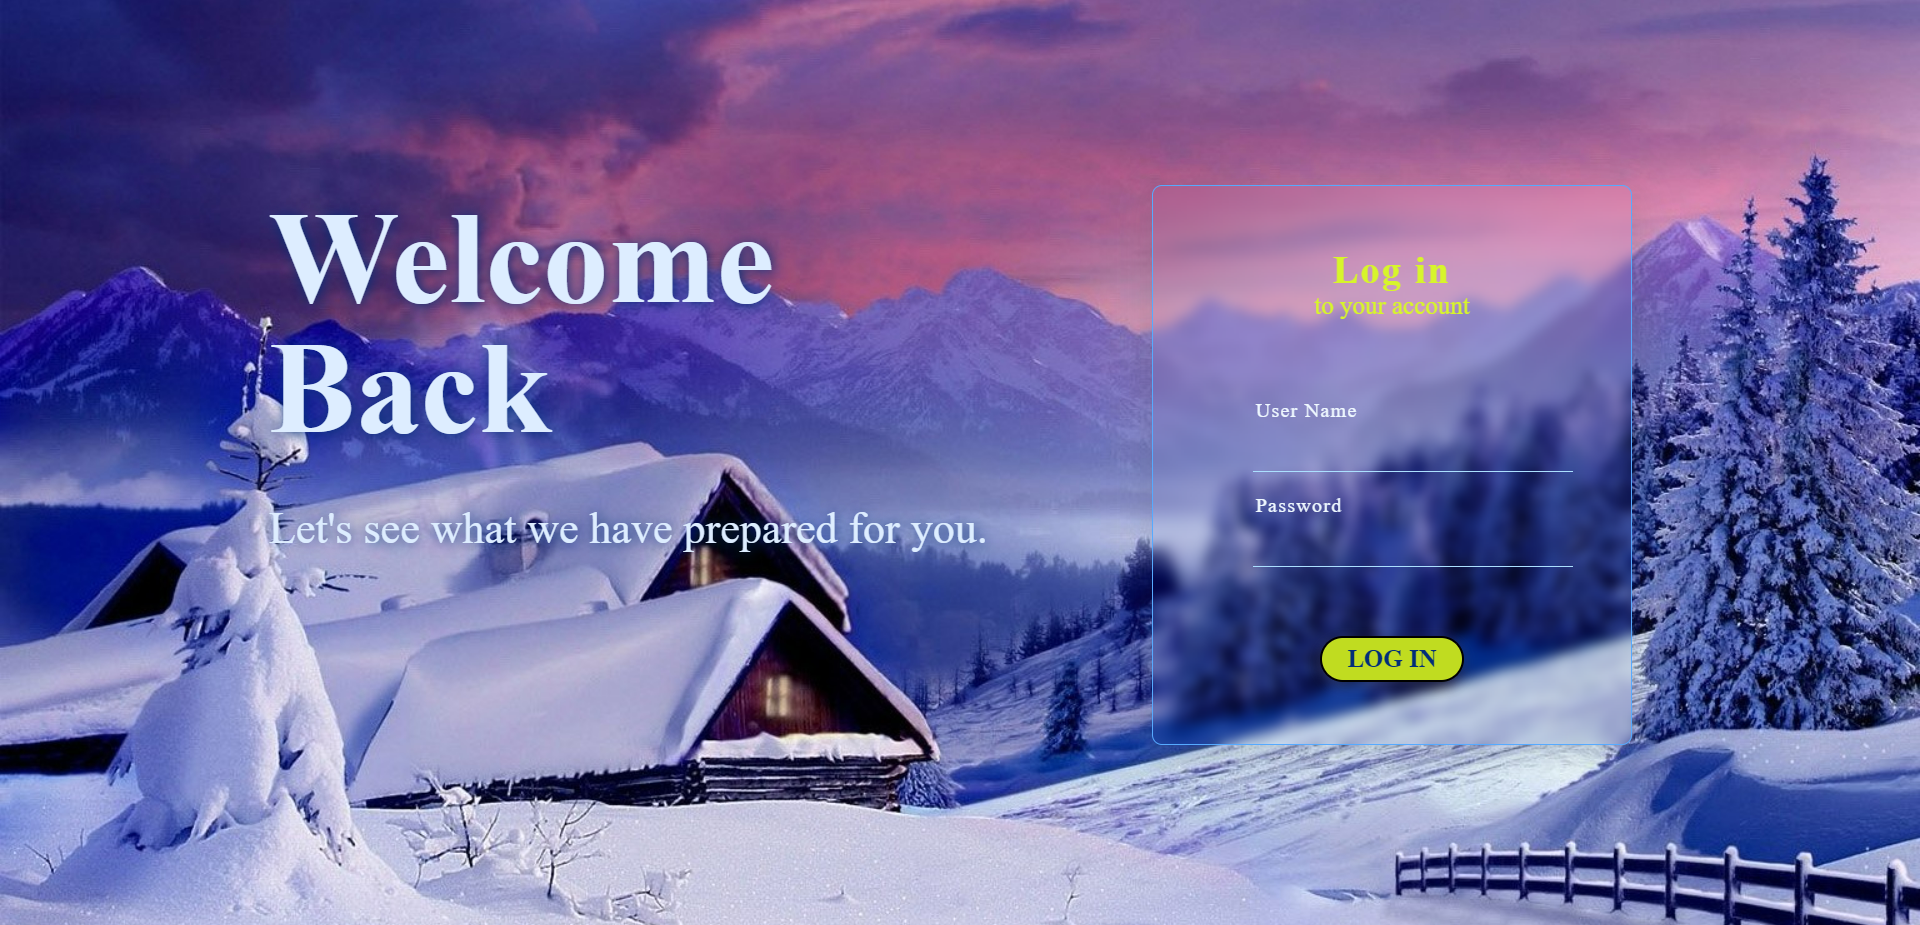 Welcome
Back
Let's see what we have prepared for you.
Log in
to your account
User Name
Password
LOG IN